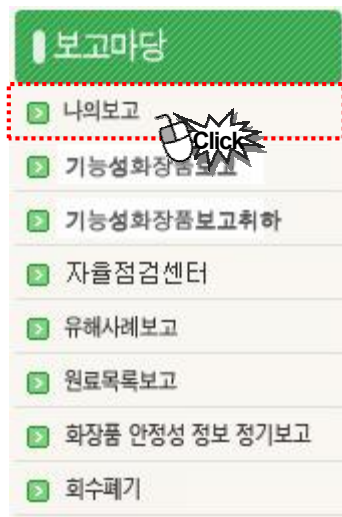 보고마당
나의보고
Click
기능성화장품보고
기능성화장품보고취하
자율점검센터
유해사례보고
원료목록보고
화장품 안정성 정보 정기보고
회수폐기